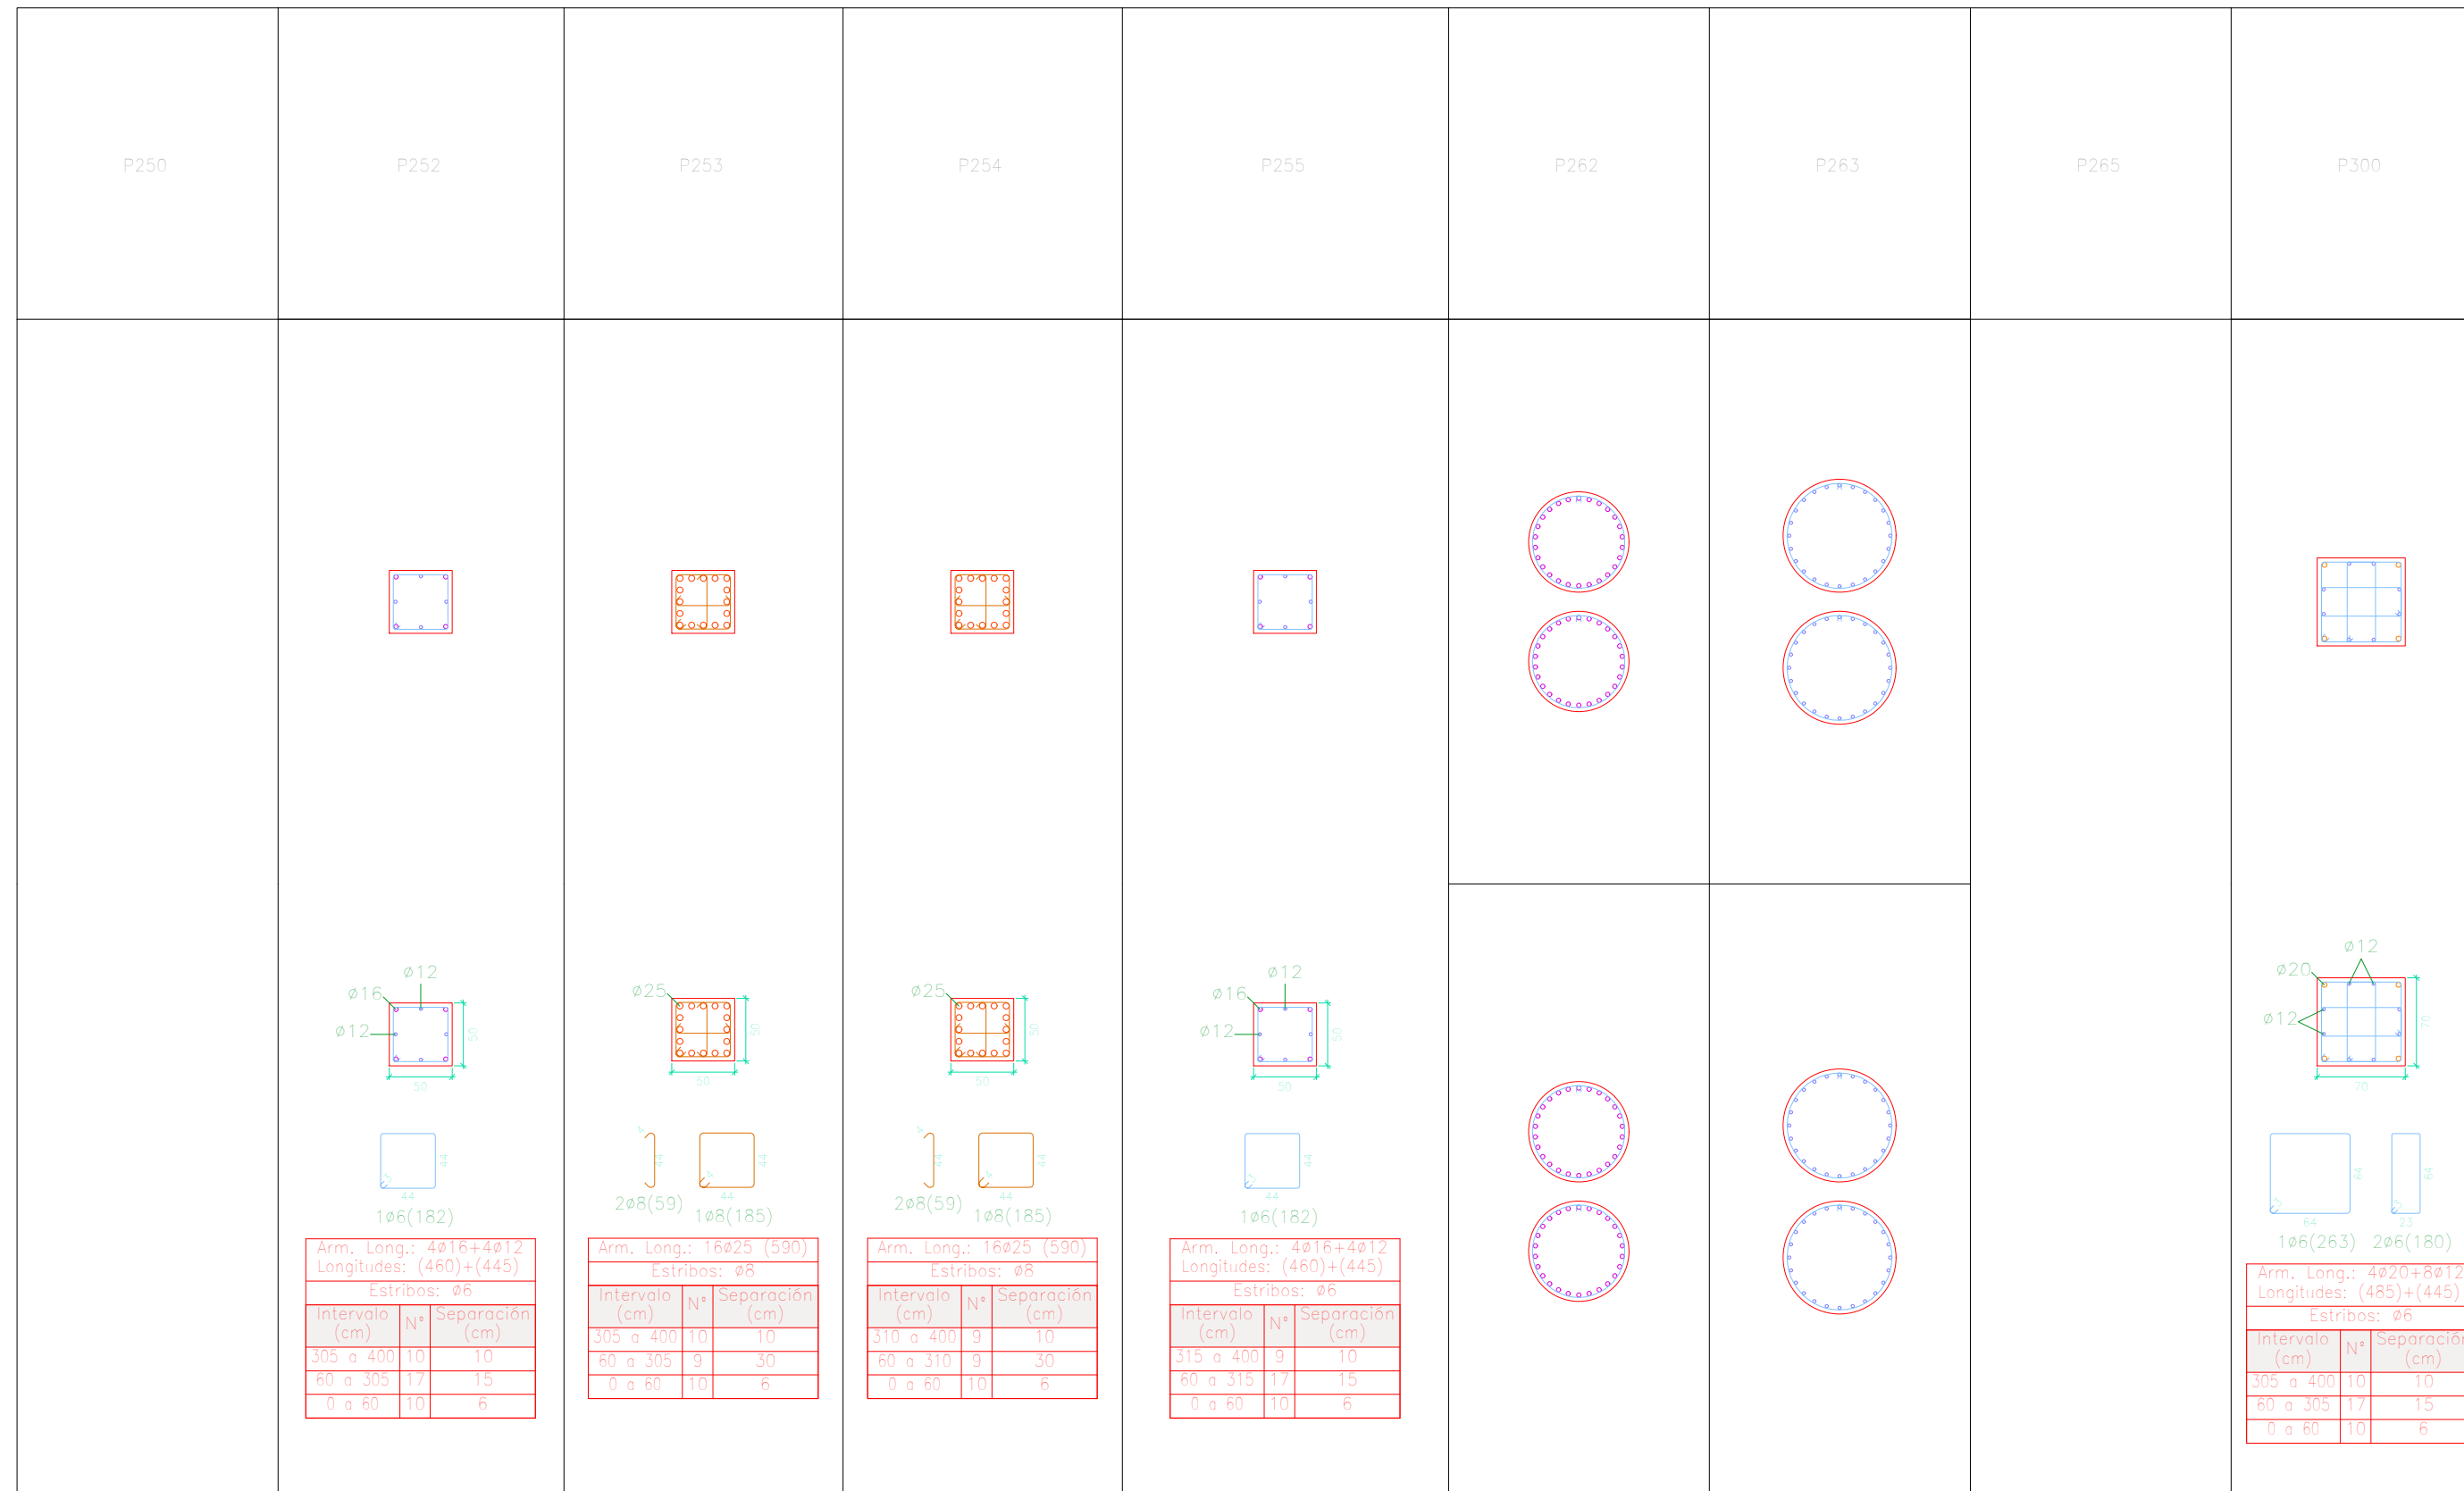 P250
P252
P253
P254
P255
P262
P263
P265
P300
ø12
ø16
ø12
50
50
44
44
1ø6(182)
Arm. Long.: 4ø16+4ø12
Longitudes: (460)+(445)
Estribos: ø6
Intervalo (cm) N° Separación (cm)
305 a 400 10 10
60 a 305 17 15
0 a 60 10 6
ø25
50
50
4
44
4
44
44
2ø8(59)
1ø8(185)
Arm. Long.: 16ø25 (590)
Estribos: ø8
Intervalo (cm) N° Separación (cm)
305 a 400 10 10
60 a 305 9 30
0 a 60 10 6
ø25
50
50
4
44
4
44
44
2ø8(59)
1ø8(185)
Arm. Long.: 16ø25 (590)
Estribos: ø8
Intervalo (cm) N° Separación (cm)
310 a 400 9 10
60 a 310 9 30
0 a 60 10 6
ø12
ø16
ø12
50
50
44
44
1ø6(182)
Arm. Long.: 4ø16+4ø12
Longitudes: (460)+(445)
Estribos: ø6
Intervalo (cm) N° Separación (cm)
315 a 400 9 10
60 a 315 17 15
0 a 60 10 6
ø12
ø20
ø12
70
70
64
64
64
23
1ø6(263) 2ø6(180)
Arm. Long.: 4ø20+8ø12
Longitudes: (485)+(445)
Estribos: ø6
Intervalo (cm) N° Separación (cm)
305 a 400 10 10
60 a 305 17 15
0 a 60 10 6